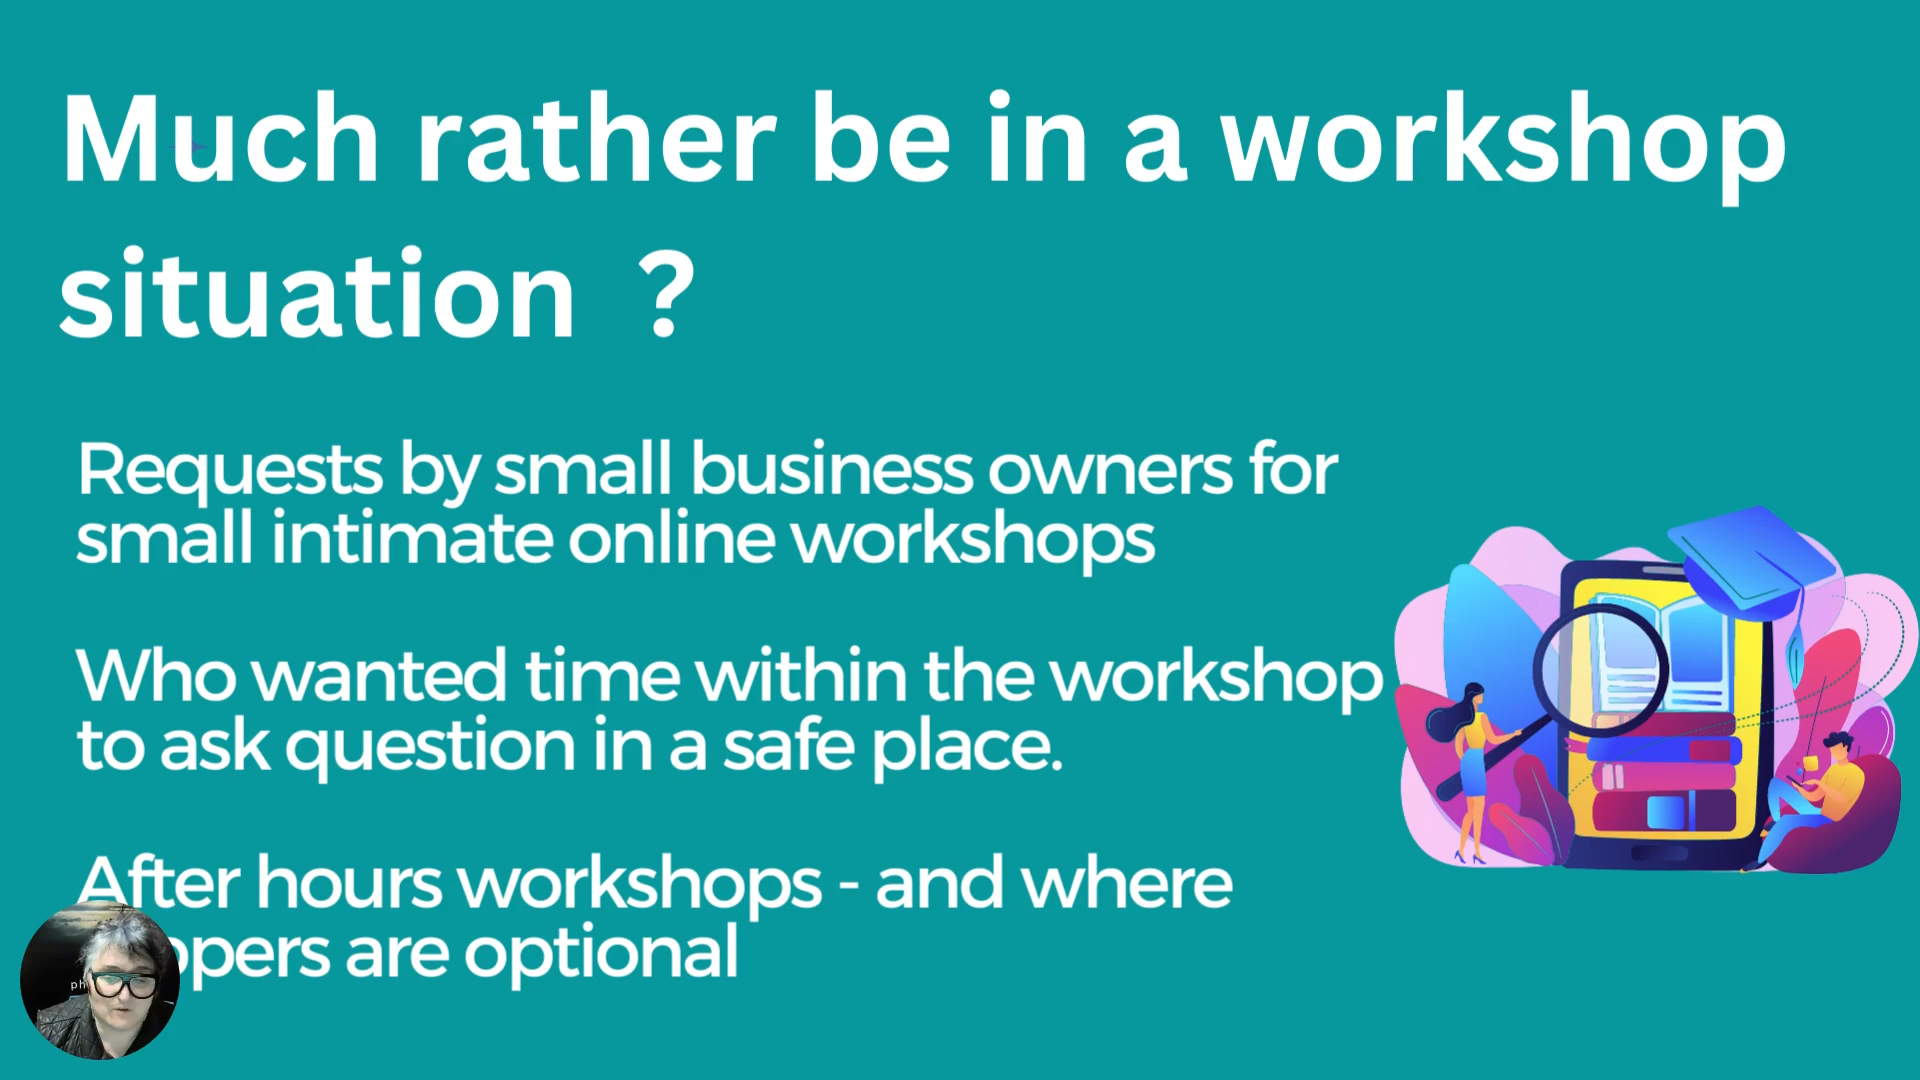 Much rather be in a workshop
situation ?
Requests by small business owners for
small intimate online workshops
Who wanted time within the workshop
to ask question in a safe place.
After hours workshops - and where
are optional